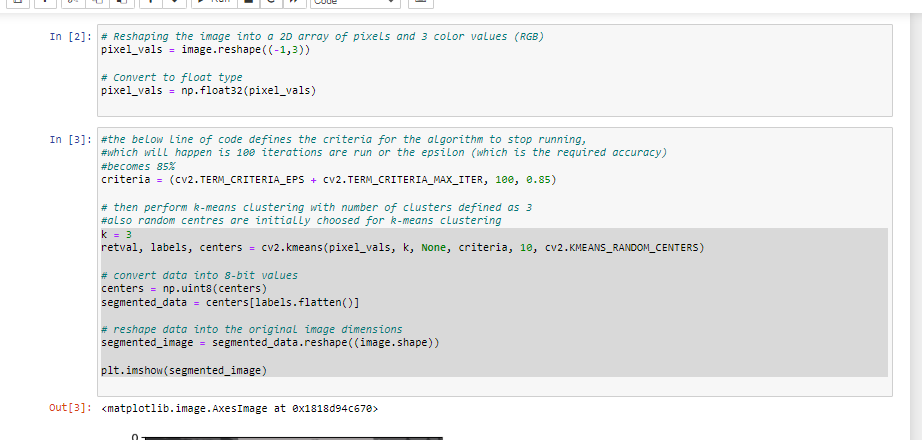 Run
Code
In [2]: # Reshaping the image into a 2D array of pixels and 3 color values (RGB)
pixel_vals = image.reshape((-1,3))
# Convert to float type
pixel_vals = np.float32(pixel_vals)
In [3]: #the below line of code defines the criteria for the algorithm to stop running,
#which will happen is 100 iterations are run or the epsilon (which is the required accuracy)
#becomes 85%
criteria = (cv2.TERM_CRITERIA_EPS + cv2.TERM_CRITERIA_MAX_ITER, 100, 0.85)
# then perform k-means clustering with number of clusters defined as 3
#also random centres are initially choosed for k-means clustering
k = 3
retval, labels, centers = cv2.kmeans(pixel_vals, k, None, criteria, 10, cv2.KMEANS_RANDOM_CENTERS)
# convert data into 8-bit values
centers = np.uint8(centers)
segmented_data = centers[labels.flatten()]
# reshape data into the original image dimensions
segmented_image = segmented_data.reshape((image.shape))
plt.imshow(segmented_image)
Out[3]: <matplotlib.image.AxesImage at 0x1818d94c670>
0